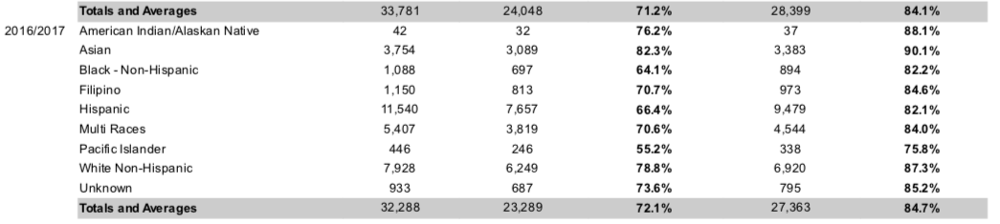 Totals and Averages 33,781 24,048 71.2% 28,399 84.1%
2016/2017 American Indian/Alaskan Native 42 32 76.2% 37 88.1%
Asian 3,754 3,089 82.3% 3,383 90.1%
Black - Non-Hispanic 1,088 697 64.1% 894 82.2%
Filipino 1,150 813 70.7% 973 84.6%
Hispanic 11,540 7,657 66.4% 9,479 82.1%
Multi Races 5,407 3,819 70.6% 4,544 84.0%
Pacific Islander 446 246 55.2% 338 75.8%
White Non-Hispanic 7,928 6,249 78.8% 6,920 87.3%
Unknown 933 687 73.6% 795 85.2%
Totals and Averages 32,288 23,289 72.1% 27,363 84.7%